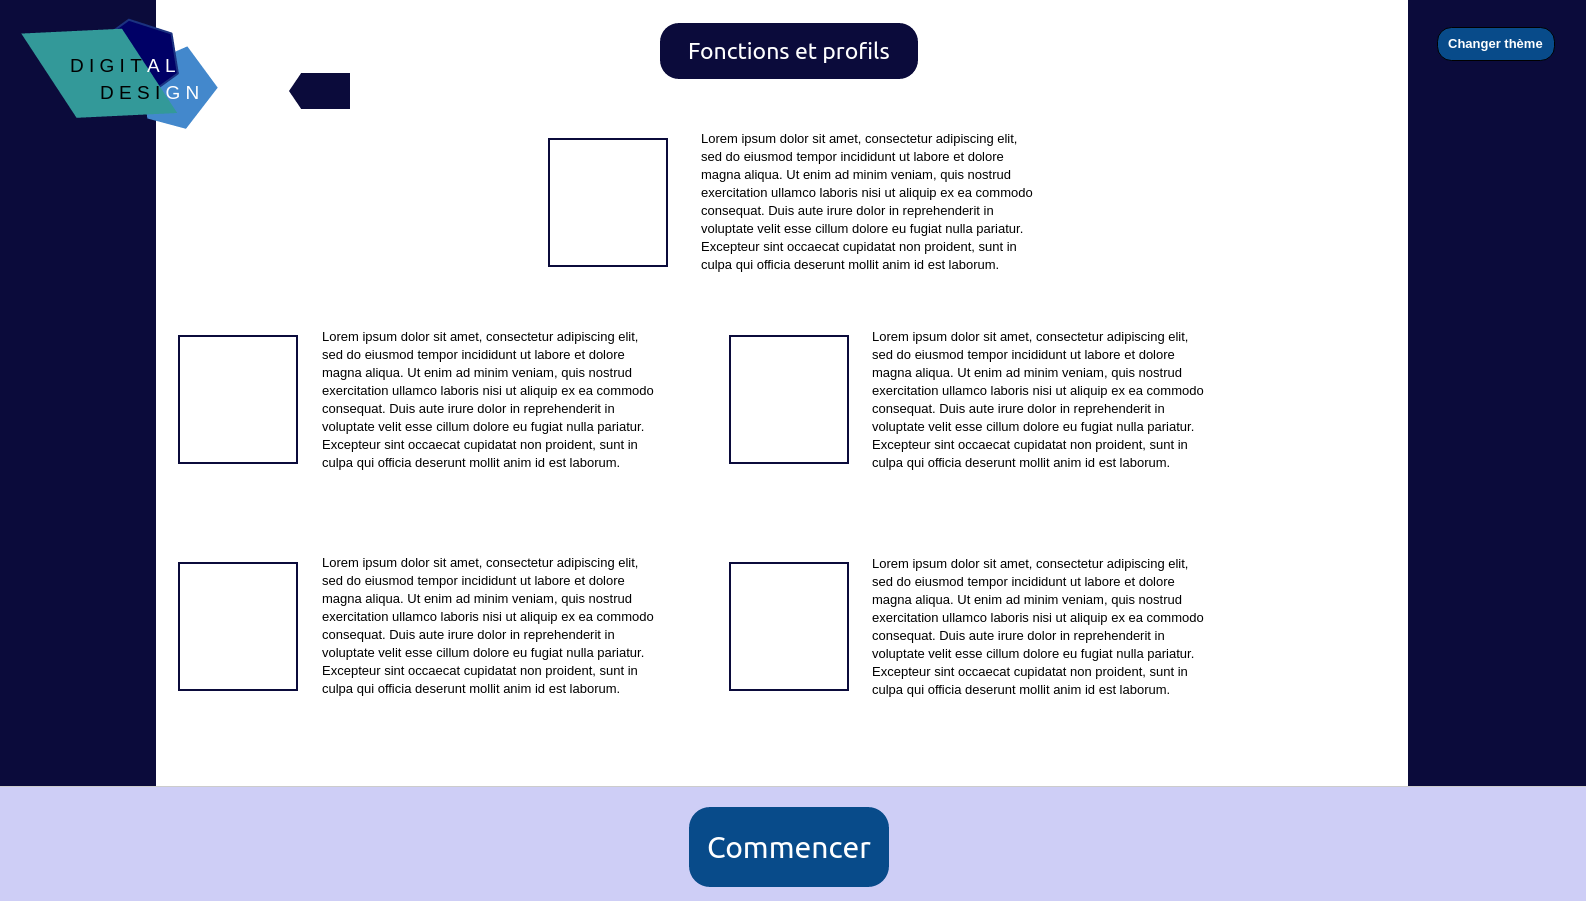 DIGITAL
DESIGN
Fonctions et profils
Changer thème
Lorem ipsum dolor sit amet, consectetur adipiscing elit,
sed do eiusmod tempor incididunt ut labore et dolore
magna aliqua. Ut enim ad minim veniam, quis nostrud
exercitation ullamco laboris nisi ut aliquip ex ea commodo
consequat. Duis aute irure dolor in reprehenderit in
voluptate velit esse cillum dolore eu fugiat nulla pariatur.
Excepteur sint occaecat cupidatat non proident, sunt in
culpa qui officia deserunt mollit anim id est laborum.
Lorem ipsum dolor sit amet, consectetur adipiscing elit,
sed do eiusmod tempor incididunt ut labore et dolore
magna aliqua. Ut enim ad minim veniam, quis nostrud
exercitation ullamco laboris nisi ut aliquip ex ea commodo
consequat. Duis aute irure dolor in reprehenderit in
voluptate velit esse cillum dolore eu fugiat nulla pariatur.
Excepteur sint occaecat cupidatat non proident, sunt in
culpa qui officia deserunt mollit anim id est laborum.
Lorem ipsum dolor sit amet, consectetur adipiscing elit,
sed do eiusmod tempor incididunt ut labore et dolore
magna aliqua. Ut enim ad minim veniam, quis nostrud
exercitation ullamco laboris nisi ut aliquip ex ea commodo
consequat. Duis aute irure dolor in reprehenderit in
voluptate velit esse cillum dolore eu fugiat nulla pariatur.
Excepteur sint occaecat cupidatat non proident, sunt in
culpa qui officia deserunt mollit anim id est laborum.
Lorem ipsum dolor sit amet, consectetur adipiscing elit,
sed do eiusmod tempor incididunt ut labore et dolore
magna aliqua. Ut enim ad minim veniam, quis nostrud
exercitation ullamco laboris nisi ut aliquip ex ea commodo
consequat. Duis aute irure dolor in reprehenderit in
voluptate velit esse cillum dolore eu fugiat nulla pariatur.
Excepteur sint occaecat cupidatat non proident, sunt in
culpa qui officia deserunt mollit anim id est laborum.
Lorem ipsum dolor sit amet, consectetur adipiscing elit,
sed do eiusmod tempor incididunt ut labore et dolore
magna aliqua. Ut enim ad minim veniam, quis nostrud
exercitation ullamco laboris nisi ut aliquip ex ea commodo
consequat. Duis aute irure dolor in reprehenderit in
voluptate velit esse cillum dolore eu fugiat nulla pariatur.
Excepteur sint occaecat cupidatat non proident, sunt in
culpa qui officia deserunt mollit anim id est laborum.
Commencer